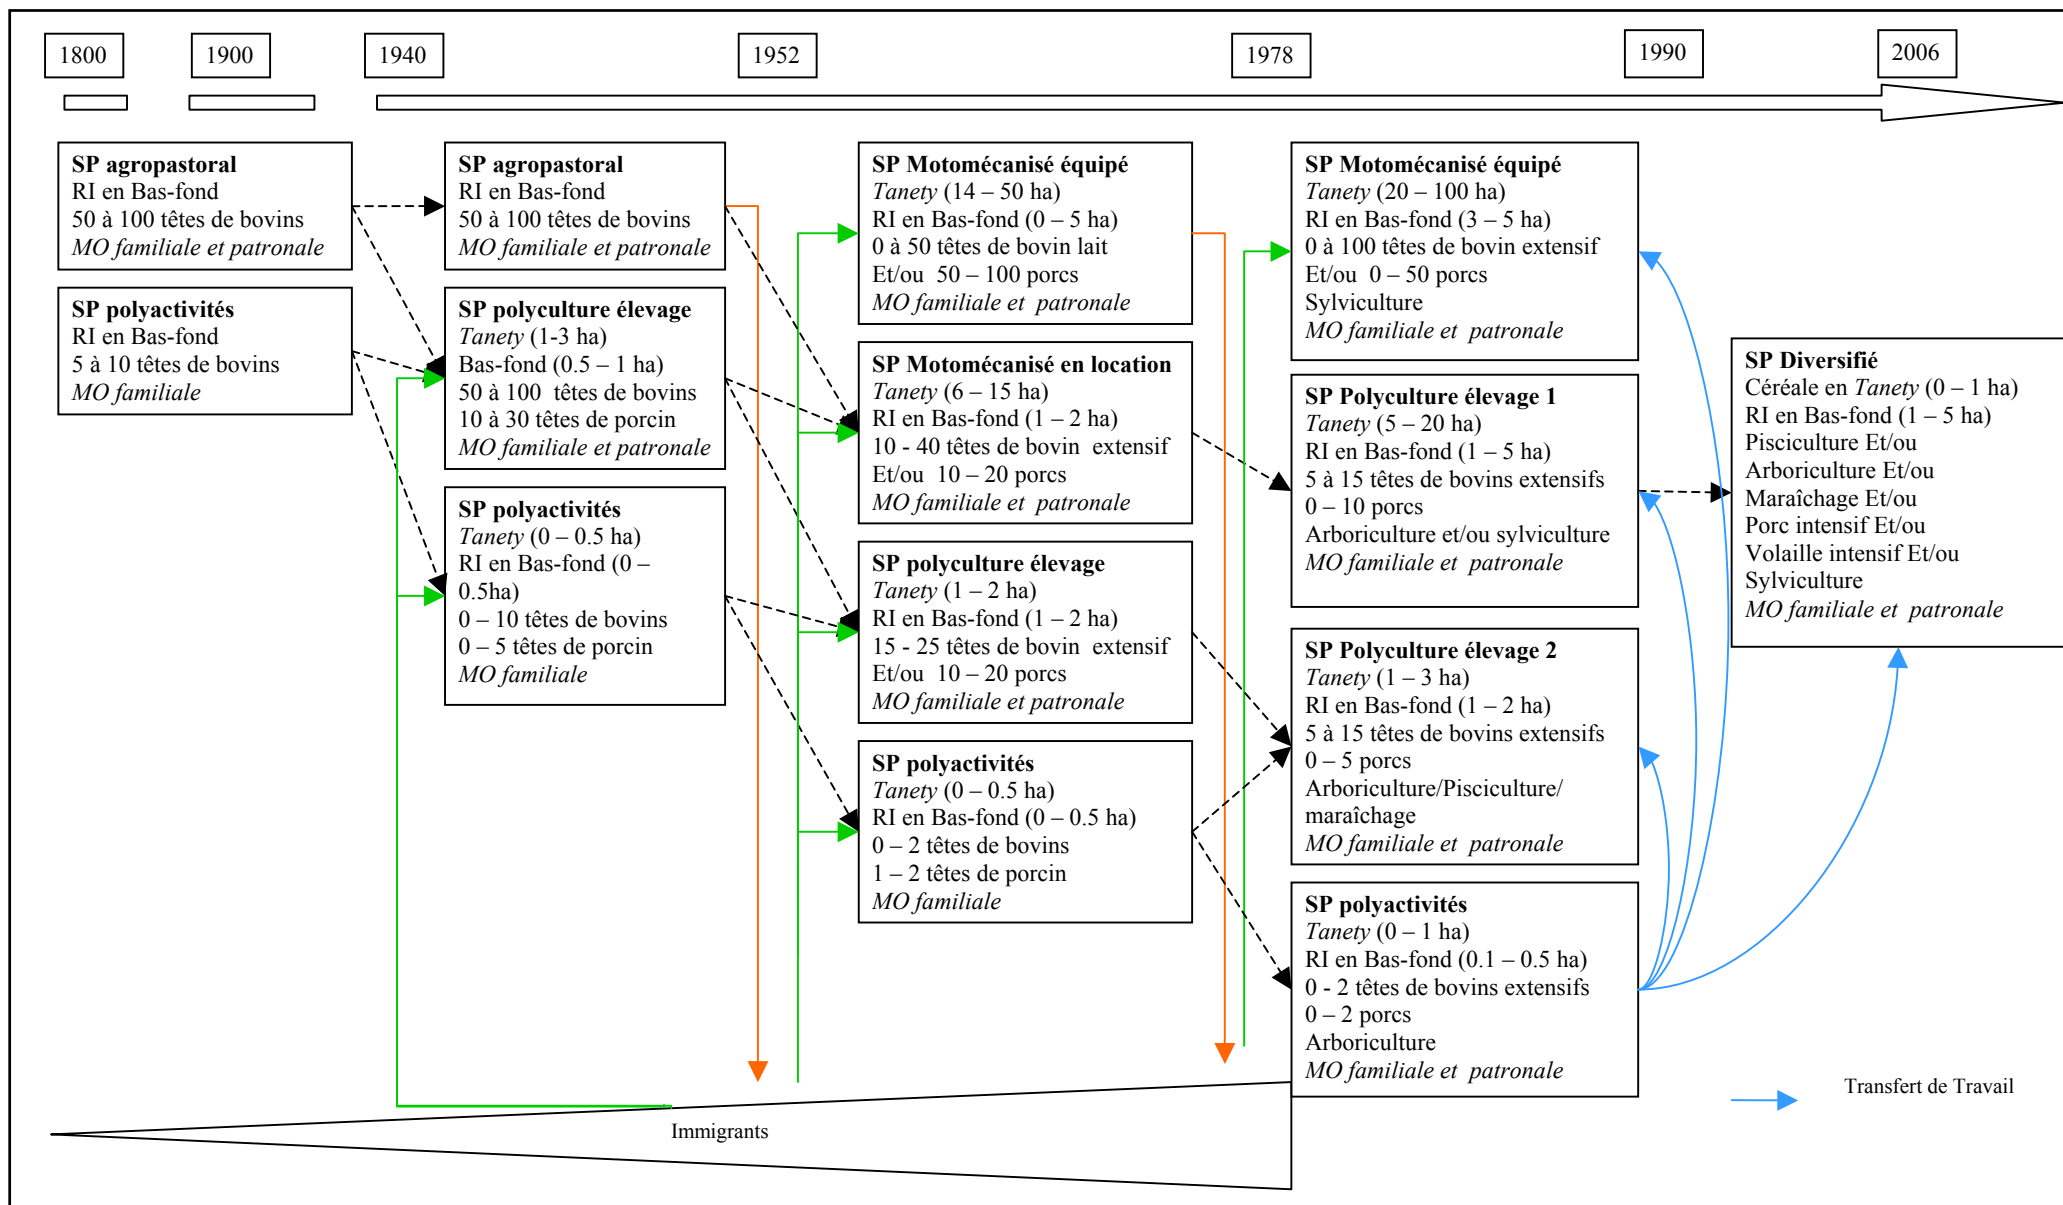 1800
1900
1940
1952
1978
1990
2006
SP agropastoral
RI en Bas-fond
50 à 100 têtes de bovins
MO familiale et patronale
SP polyactivités
RI en Bas-fond
5 à 10 têtes de bovins
MO familiale
SP agropastoral
RI en Bas-fond
50 à 100 têtes de bovins
MO familiale et patronale
SP polyculture élevage
Tanety (1-3 ha)
Bas-fond (0.5 – 1 ha)
50 à 100 têtes de bovins
10 à 30 têtes de porcin
MO familiale et patronale
SP polyactivités
Tanety (0 – 0.5 ha)
RI en Bas-fond (0 –
0.5ha)
0 – 10 têtes de bovins
0 – 5 têtes de porcin
MO familiale
SP Motomécanisé équipé
Tanety (14 – 50 ha)
RI en Bas-fond (0 – 5 ha)
0 à 50 têtes de bovin lait
Et/ou 50 – 100 porcs
MO familiale et patronale
SP Motomécanisé en location
Tanety (6 – 15 ha)
RI en Bas-fond (1 – 2 ha)
10 - 40 têtes de bovin extensif
Et/ou 10 – 20 porcs
MO familiale et patronale
SP polyculture élevage
Tanety (1 – 2 ha)
RI en Bas-fond (1 – 2 ha)
15 - 25 têtes de bovin extensif
Et/ou 10 – 20 porcs
MO familiale et patronale
SP polyactivités
Tanety (0 – 0.5 ha)
RI en Bas-fond (0 – 0.5 ha)
0 – 2 têtes de bovins
1 – 2 têtes de porcin
MO familiale
SP Motomécanisé équipé
Tanety (20 – 100 ha)
RI en Bas-fond (3 – 5 ha)
0 à 100 têtes de bovin extensif
Et/ou 0 – 50 porcs
Sylviculture
MO familiale et patronale
SP Polyculture élevage 1
Tanety (5 – 20 ha)
RI en Bas-fond (1 – 5 ha)
5 à 15 têtes de bovins extensifs
0 – 10 porcs
Arboriculture et/ou sylviculture
MO familiale et patronale
SP Polyculture élevage 2
Tanety (1 – 3 ha)
RI en Bas-fond (1 – 2 ha)
5 à 15 têtes de bovins extensifs
0 – 5 porcs
Arboriculture/Pisciculture/
maraîchage
MO familiale et patronale
SP polyactivités
Tanety (0 – 1 ha)
RI en Bas-fond (0.1 – 0.5 ha)
0 - 2 têtes de bovins extensifs
0 – 2 porcs
Arboriculture
MO familiale et patronale
SP Diversifié
Céréale en Tanety (0 – 1 ha)
RI en Bas-fond (1 – 5 ha)
Pisciculture Et/ou
Arboriculture Et/ou
Maraîchage Et/ou
Porc intensif Et/ou
Volaille intensif Et/ou
Sylviculture
MO familiale et patronale
Transfert de Travail
Immigrants